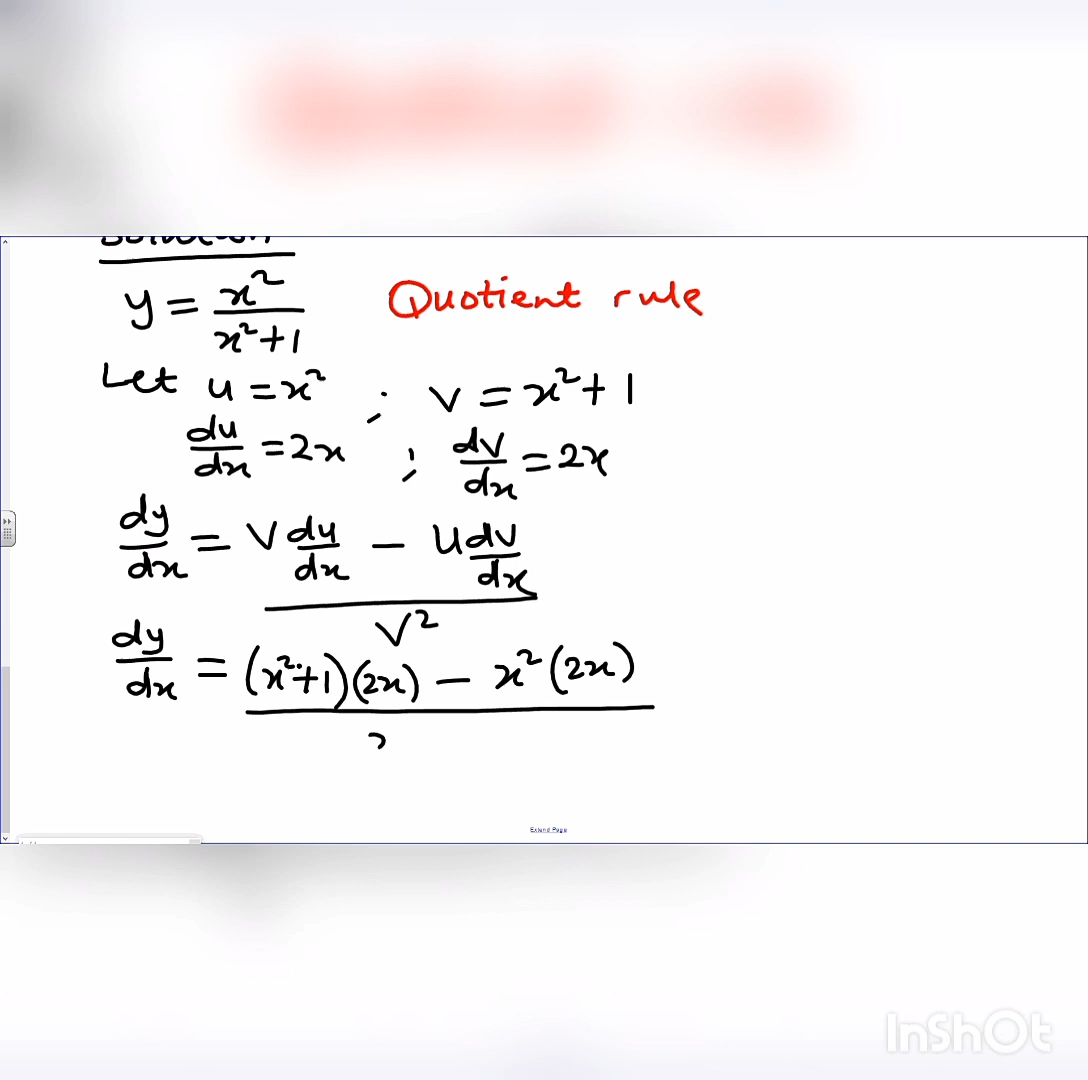 Solution
y = x²/(x²+1) Quotient rule
Let u = x² ; v = x² + 1
du/dx = 2x ; dv/dx = 2x
dy/dx = (v du/dx − u dv/dx)/v²
dy/dx = (x²+1)(2x) − x²(2x)
Extend Page
InShOt